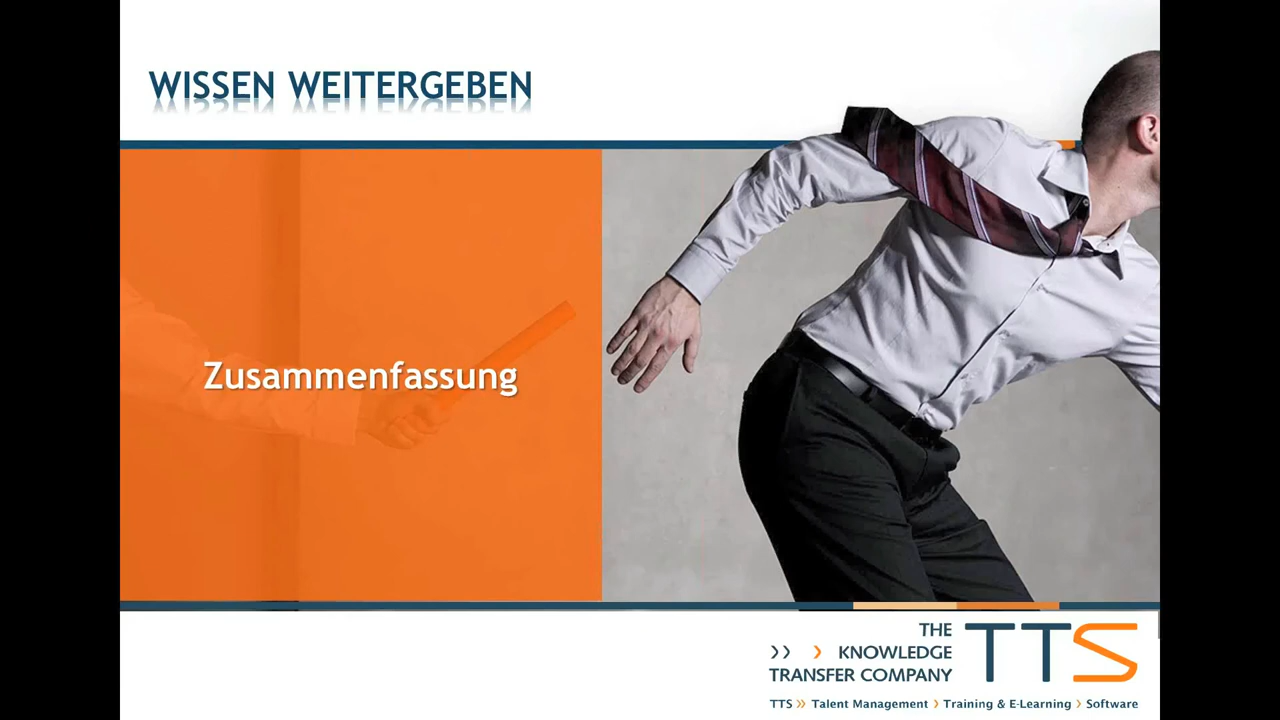 WISSEN WEITERGEBEN
Zusammenfassung
THE
KNOWLEDGE
TRANSFER COMPANY
TTS
TTS » Talent Management › Training & E-Learning › Software